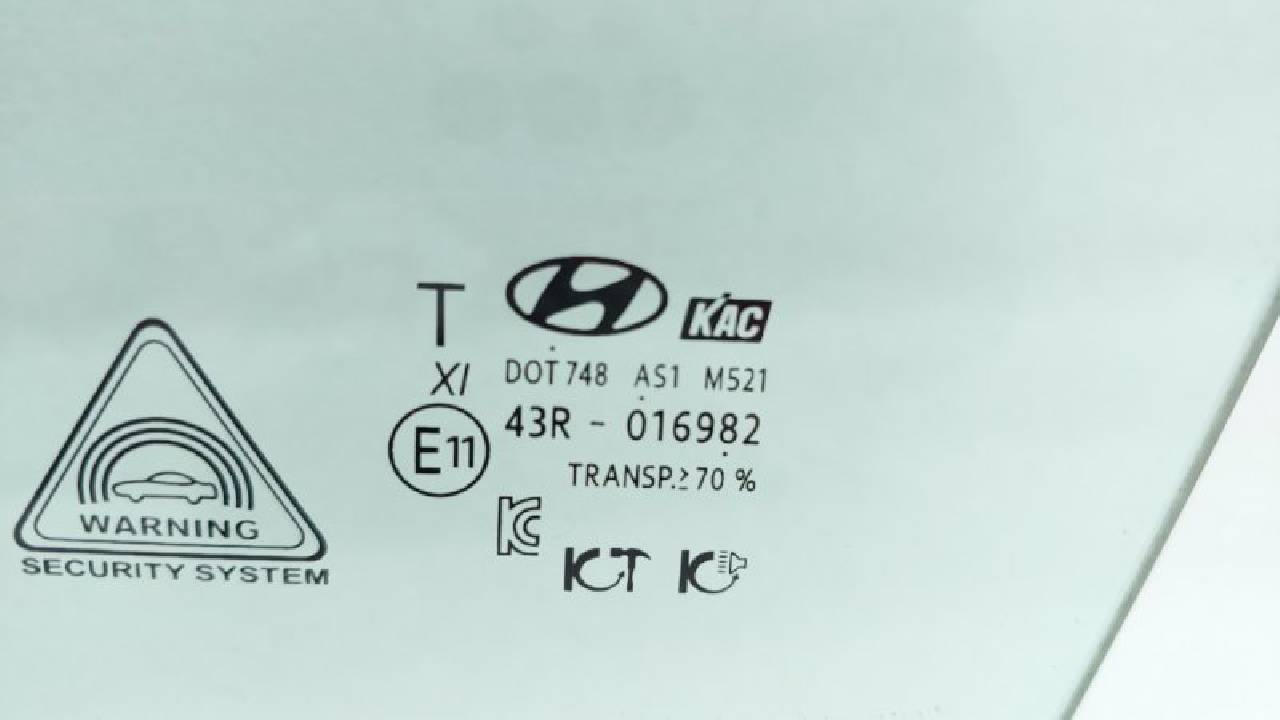 T KAC
XI DOT 748 AS1 M521
E11 43R - 016982
TRANSP.≥ 70 %
WARNING
SECURITY SYSTEM